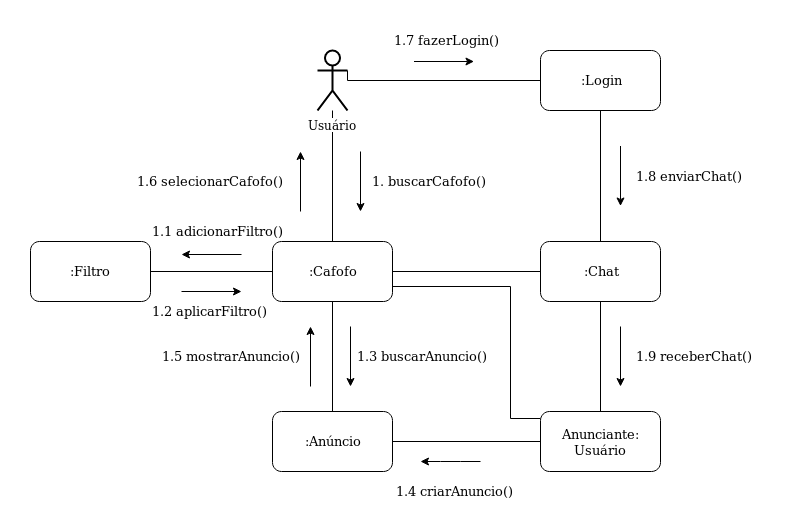 1.7 fazerLogin()
:Login
Usuário
1.6 selecionarCafofo()
1. buscarCafofo()
1.8 enviarChat()
1.1 adicionarFiltro()
:Filtro
:Cafofo
:Chat
1.2 aplicarFiltro()
1.5 mostrarAnuncio()
1.3 buscarAnuncio()
1.9 receberChat()
:Anúncio
Anunciante:
Usuário
1.4 criarAnuncio()